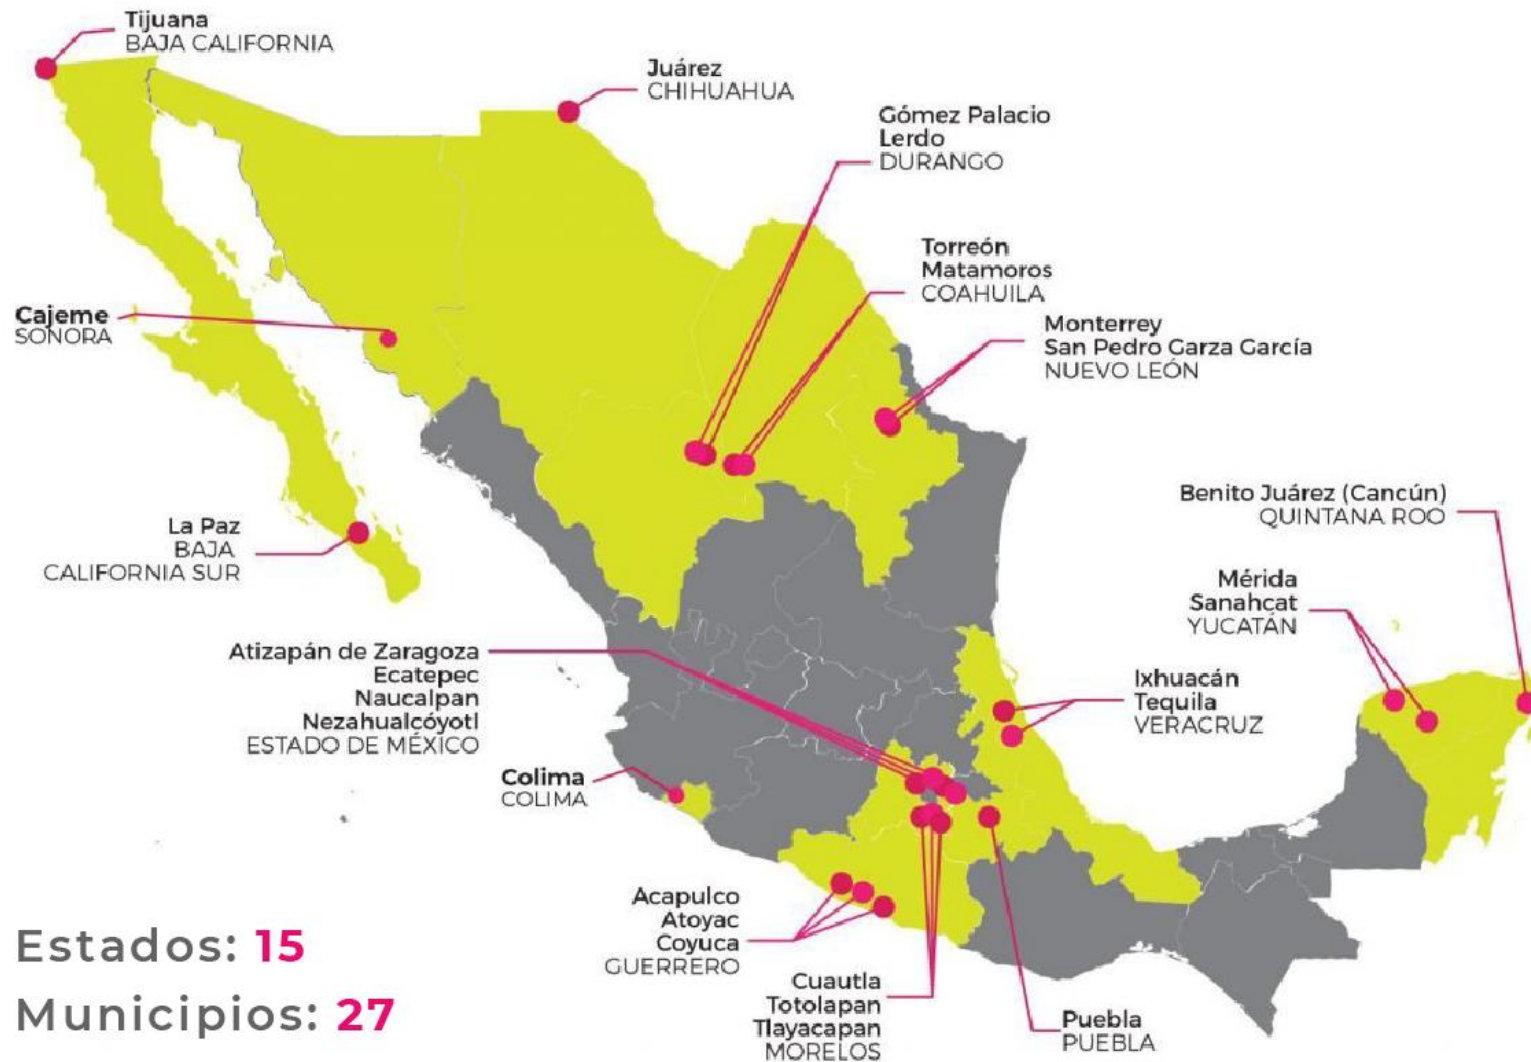 Tijuana
BAJA CALIFORNIA
Juárez
CHIHUAHUA
Gómez Palacio
Lerdo
DURANGO
Torreón
Matamoros
COAHUILA
Cajeme
SONORA
Monterrey
San Pedro Garza García
NUEVO LEÓN
La Paz
BAJA
CALIFORNIA SUR
Benito Juárez (Cancún)
QUINTANA ROO
Mérida
Sanahcat
YUCATÁN
Atizapán de Zaragoza
Ecatepec
Naucalpan
Nezahualcóyotl
ESTADO DE MÉXICO
Ixhuacán
Tequila
VERACRUZ
Colima
COLIMA
Acapulco
Atoyac
Coyuca
GUERRERO
Cuautla
Totolapan
Tlayacapan
MORELOS
Puebla
PUEBLA
Estados: 15
Municipios: 27